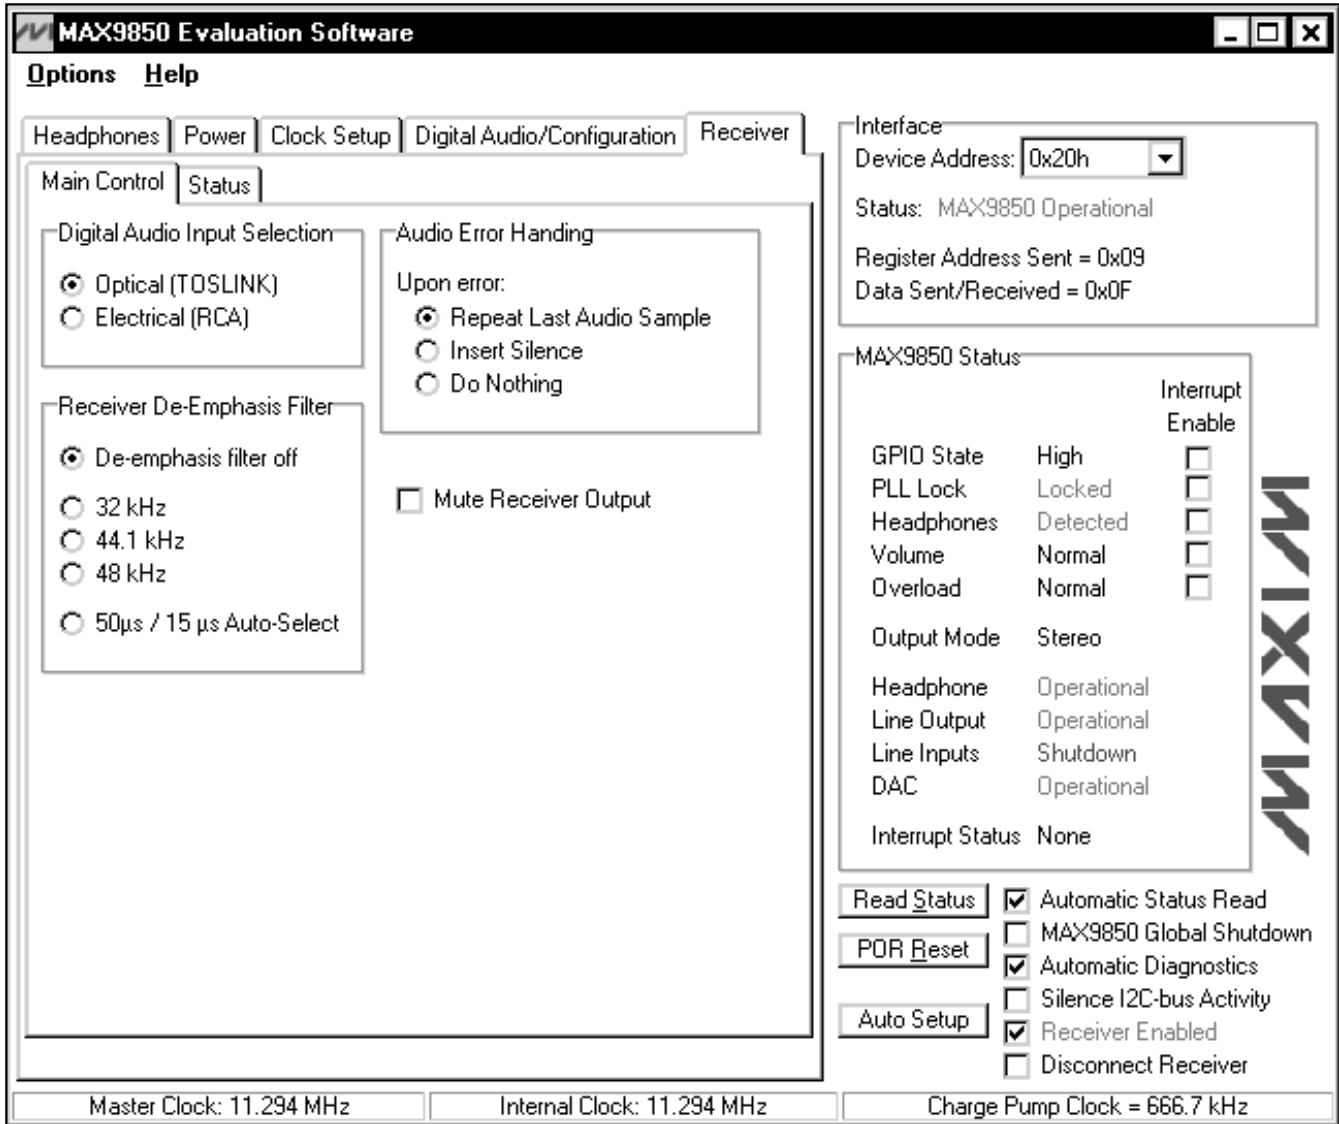 MAX9850 Evaluation Software
Options Help
Headphones Power Clock Setup Digital Audio/Configuration Receiver
Main Control Status
Digital Audio Input Selection
Optical (TOSLINK)
Electrical (RCA)
Receiver De-Emphasis Filter
De-emphasis filter off
32 kHz
44.1 kHz
48 kHz
50µs / 15 µs Auto-Select
Audio Error Handing
Upon error:
Repeat Last Audio Sample
Insert Silence
Do Nothing
Mute Receiver Output
Interface
Device Address: 0x20h
Status: MAX9850 Operational
Register Address Sent = 0x09
Data Sent/Received = 0x0F
MAX9850 Status
Interrupt
Enable
GPIO State High
PLL Lock Locked
Headphones Detected
Volume Normal
Overload Normal
Output Mode Stereo
Headphone Operational
Line Output Operational
Line Inputs Shutdown
DAC Operational
Interrupt Status None
MAXIM
Read Status
POR Reset
Auto Setup
Automatic Status Read
MAX9850 Global Shutdown
Automatic Diagnostics
Silence I2C-bus Activity
Receiver Enabled
Disconnect Receiver
Master Clock: 11.294 MHz Internal Clock: 11.294 MHz Charge Pump Clock = 666.7 kHz